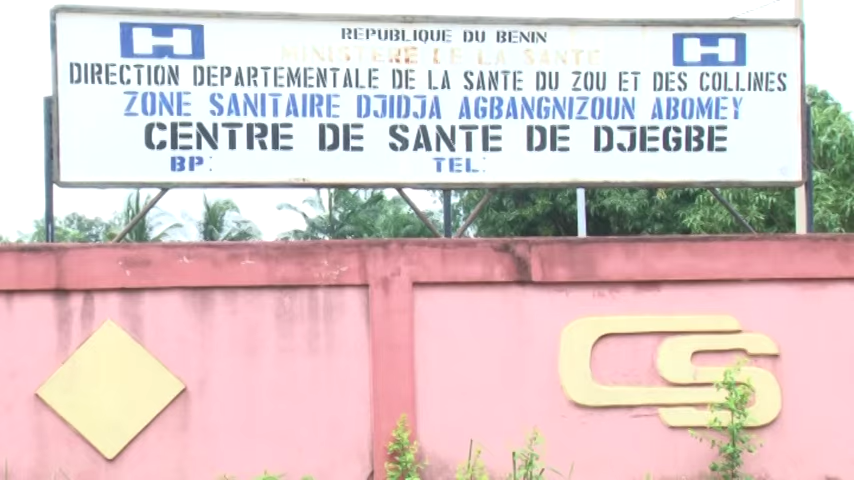 H H
REPUBLIQUE DU BENIN
MINISTERE DE LA SANTE
DIRECTION DEPARTEMENTALE DE LA SANTE DU ZOU ET DES COLLINES
ZONE SANITAIRE DJIDJA AGBANGNIZOUN ABOMEY
CENTRE DE SANTE DE DJEGBE
BP: TEL:
CS